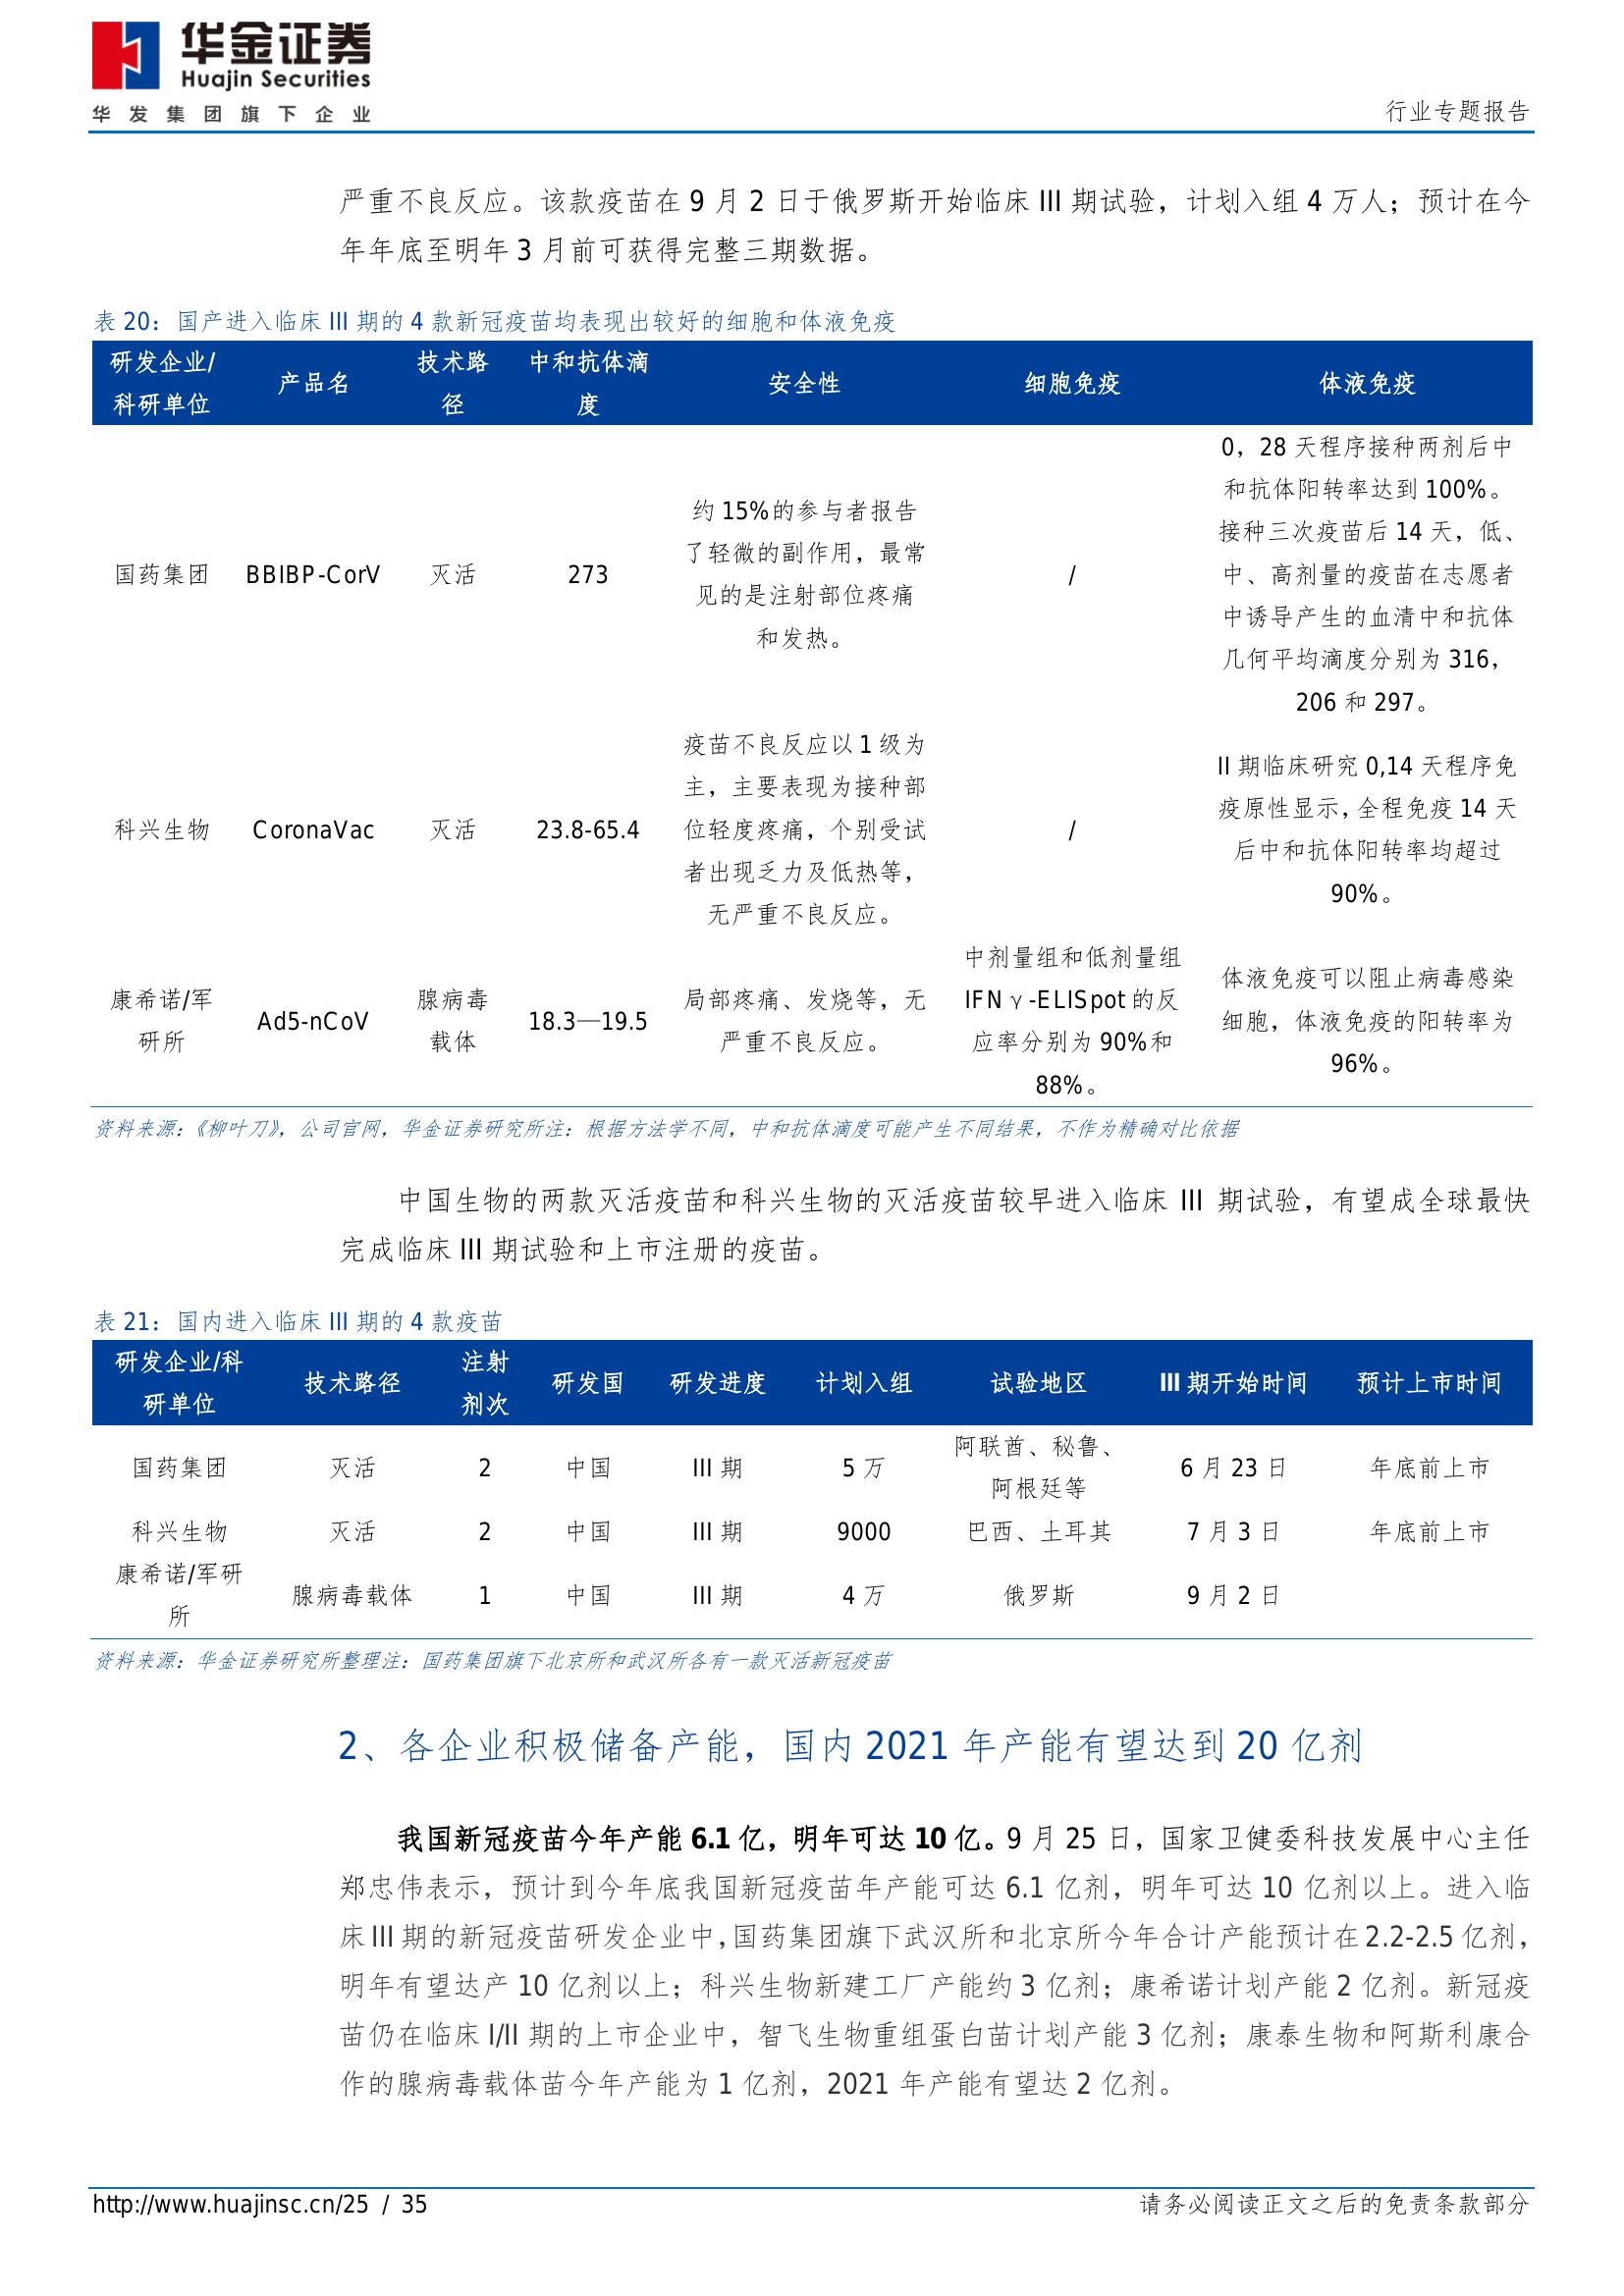 华金证券
Huajin Securities
华发集团旗下企业
行业专题报告
严重不良反应。该款疫苗在 9 月 2 日于俄罗斯开始临床 III 期试验，计划入组 4 万人；预计在今
年年底至明年 3 月前可获得完整三期数据。
表 20：国产进入临床 III 期的 4 款新冠疫苗均表现出较好的细胞和体液免疫
研发企业/
科研单位
产品名
技术路
径
中和抗体滴
度
安全性
细胞免疫
体液免疫
国药集团
BBIBP-CorV
灭活
273
约 15%的参与者报告
了轻微的副作用，最常
见的是注射部位疼痛
和发热。
/
0，28 天程序接种两剂后中
和抗体阳转率达到 100%。
接种三次疫苗后 14 天，低、
中、高剂量的疫苗在志愿者
中诱导产生的血清中和抗体
几何平均滴度分别为 316，
206 和 297。
科兴生物
CoronaVac
灭活
23.8-65.4
疫苗不良反应以 1 级为
主，主要表现为接种部
位轻度疼痛，个别受试
者出现乏力及低热等，
无严重不良反应。
/
II 期临床研究 0,14 天程序免
疫原性显示，全程免疫 14 天
后中和抗体阳转率均超过
90%。
康希诺/军
研所
Ad5-nCoV
腺病毒
载体
18.3—19.5
局部疼痛、发烧等，无
严重不良反应。
中剂量组和低剂量组
IFNγ-ELISpot 的反
应率分别为 90%和
88%。
体液免疫可以阻止病毒感染
细胞，体液免疫的阳转率为
96%。
资料来源：《柳叶刀》，公司官网，华金证券研究所注：根据方法学不同，中和抗体滴度可能产生不同结果，不作为精确对比依据
中国生物的两款灭活疫苗和科兴生物的灭活疫苗较早进入临床 III 期试验，有望成全球最快
完成临床 III 期试验和上市注册的疫苗。
表 21：国内进入临床 III 期的 4 款疫苗
研发企业/科
研单位
技术路径
注射
剂次
研发国
研发进度
计划入组
试验地区
III 期开始时间
预计上市时间
国药集团
灭活
2
中国
III 期
5 万
阿联酋、秘鲁、
阿根廷等
6 月 23 日
年底前上市
科兴生物
灭活
2
中国
III 期
9000
巴西、土耳其
7 月 3 日
年底前上市
康希诺/军研
所
腺病毒载体
1
中国
III 期
4 万
俄罗斯
9 月 2 日
资料来源：华金证券研究所整理注：国药集团旗下北京所和武汉所各有一款灭活新冠疫苗
2、各企业积极储备产能，国内 2021 年产能有望达到 20 亿剂
我国新冠疫苗今年产能 6.1 亿，明年可达 10 亿。9 月 25 日，国家卫健委科技发展中心主任
郑忠伟表示，预计到今年底我国新冠疫苗年产能可达 6.1 亿剂，明年可达 10 亿剂以上。进入临
床 III 期的新冠疫苗研发企业中，国药集团旗下武汉所和北京所今年合计产能预计在 2.2-2.5 亿剂，
明年有望达产 10 亿剂以上；科兴生物新建工厂产能约 3 亿剂；康希诺计划产能 2 亿剂。新冠疫
苗仍在临床 I/II 期的上市企业中，智飞生物重组蛋白苗计划产能 3 亿剂；康泰生物和阿斯利康合
作的腺病毒载体苗今年产能为 1 亿剂，2021 年产能有望达 2 亿剂。
http://www.huajinsc.cn/25 / 35
请务必阅读正文之后的免责条款部分